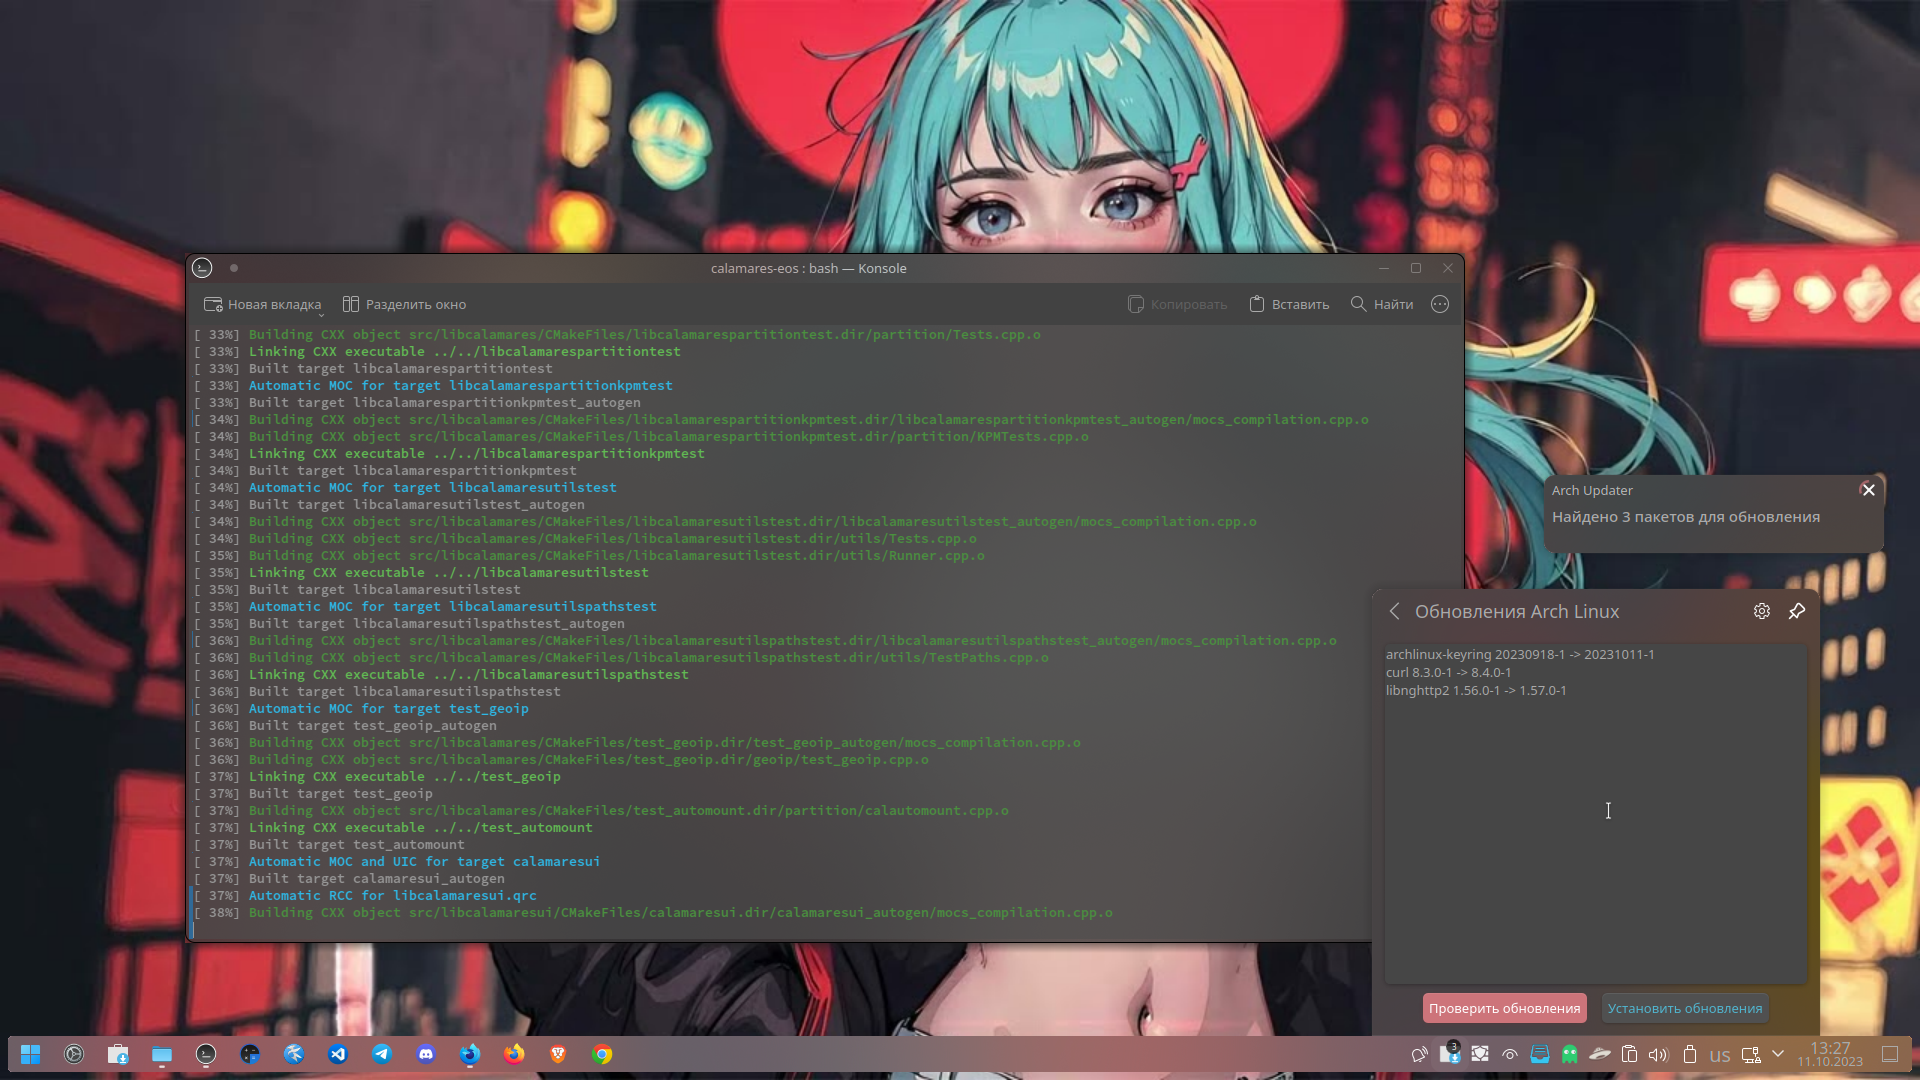 calamares-eos : bash — Konsole
Новая вкладка
Разделить окно
Копировать
Вставить
Найти
[ 33%] Building CXX object src/libcalamares/CMakeFiles/libcalamarespartitiontest.dir/partition/Tests.cpp.o
[ 33%] Linking CXX executable ../../libcalamarespartitiontest
[ 33%] Built target libcalamarespartitiontest
[ 33%] Automatic MOC for target libcalamarespartitionkpmtest
[ 33%] Built target libcalamarespartitionkpmtest_autogen
[ 34%] Building CXX object src/libcalamares/CMakeFiles/libcalamarespartitionkpmtest.dir/libcalamarespartitionkpmtest_autogen/mocs_compilation.cpp.o
[ 34%] Building CXX object src/libcalamares/CMakeFiles/libcalamarespartitionkpmtest.dir/partition/KPMTests.cpp.o
[ 34%] Linking CXX executable ../../libcalamarespartitionkpmtest
[ 34%] Built target libcalamarespartitionkpmtest
[ 34%] Automatic MOC for target libcalamaresutilstest
[ 34%] Built target libcalamaresutilstest_autogen
[ 34%] Building CXX object src/libcalamares/CMakeFiles/libcalamaresutilstest.dir/libcalamaresutilstest_autogen/mocs_compilation.cpp.o
[ 34%] Building CXX object src/libcalamares/CMakeFiles/libcalamaresutilstest.dir/utils/Tests.cpp.o
[ 35%] Building CXX object src/libcalamares/CMakeFiles/libcalamaresutilstest.dir/utils/Runner.cpp.o
[ 35%] Linking CXX executable ../../libcalamaresutilstest
[ 35%] Built target libcalamaresutilstest
[ 35%] Automatic MOC for target libcalamaresutilspathstest
[ 35%] Built target libcalamaresutilspathstest_autogen
[ 36%] Building CXX object src/libcalamares/CMakeFiles/libcalamaresutilspathstest.dir/libcalamaresutilspathstest_autogen/mocs_compilation.cpp.o
[ 36%] Building CXX object src/libcalamares/CMakeFiles/libcalamaresutilspathstest.dir/utils/TestPaths.cpp.o
[ 36%] Linking CXX executable ../../libcalamaresutilspathstest
[ 36%] Built target libcalamaresutilspathstest
[ 36%] Automatic MOC for target test_geoip
[ 36%] Built target test_geoip_autogen
[ 36%] Building CXX object src/libcalamares/CMakeFiles/test_geoip.dir/test_geoip_autogen/mocs_compilation.cpp.o
[ 36%] Building CXX object src/libcalamares/CMakeFiles/test_geoip.dir/geoip/test_geoip.cpp.o
[ 37%] Linking CXX executable ../../test_geoip
[ 37%] Built target test_geoip
[ 37%] Building CXX object src/libcalamares/CMakeFiles/test_automount.dir/partition/calautomount.cpp.o
[ 37%] Linking CXX executable ../../test_automount
[ 37%] Built target test_automount
[ 37%] Automatic MOC and UIC for target calamaresui
[ 37%] Built target calamaresui_autogen
[ 37%] Automatic RCC for libcalamaresui.qrc
[ 38%] Building CXX object src/libcalamaresui/CMakeFiles/calamaresui.dir/calamaresui_autogen/mocs_compilation.cpp.o
Arch Updater
Найдено 3 пакетов для обновления
Обновления Arch Linux
archlinux-keyring 20230918-1 -> 20231011-1
curl 8.3.0-1 -> 8.4.0-1
libnghttp2 1.56.0-1 -> 1.57.0-1
Проверить обновления
Установить обновления
3
us
13:27
11.10.2023